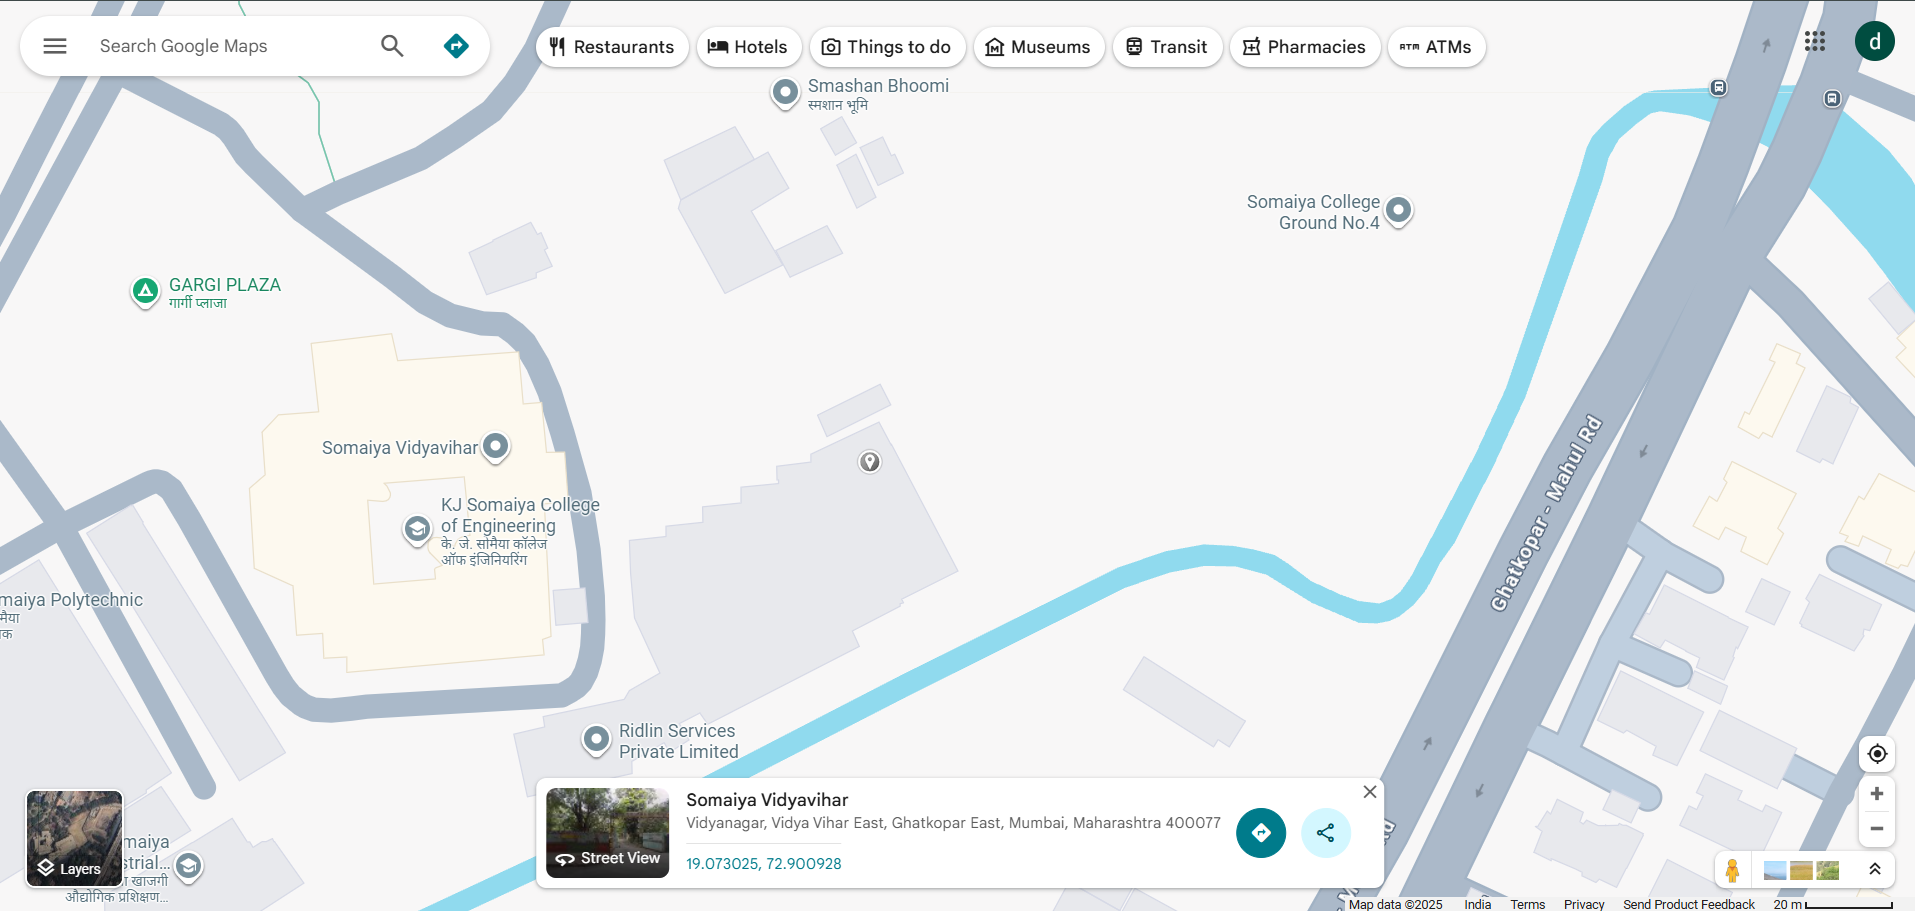 Search Google Maps
Restaurants
Hotels
Things to do
Museums
Transit
Pharmacies
ATMs
d
Smashan Bhoomi
स्मशान भूमि
Somaiya College
Ground No.4
GARGI PLAZA
गार्गी प्लाजा
Somaiya Vidyavihar
KJ Somaiya College
of Engineering
के. जे. सोमैया कॉलेज
ऑफ इंजिनियरिंग
Ghatkopar - Mahul Rd
maiya Polytechnic
मैया
Ridlin Services
Private Limited
Somaiya Vidyavihar
Vidyanagar, Vidya Vihar East, Ghatkopar East, Mumbai, Maharashtra 400077
19.073025, 72.900928
Street View
Layers
maiya
strial...
खाजगी
औद्योगिक प्रशिक्षण...
Map data ©2025
India
Terms
Privacy
Send Product Feedback
20 m